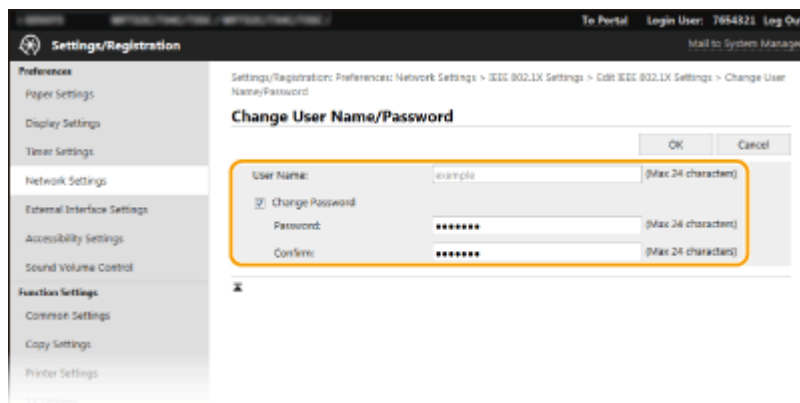 To Portal Login User: 7654321 Log Ou
Settings/Registration
Mail to System Manage
Preferences
Paper Settings
Display Settings
Timer Settings
Network Settings
External Interface Settings
Accessibility Settings
Sound Volume Control
Function Settings
Common Settings
Copy Settings
Printer Settings
Settings/Registration: Preferences: Network Settings > IEEE 802.1X Settings > Edit IEEE 802.1X Settings > Change User
Name/Password
Change User Name/Password
OK Cancel
User Name: example (Max 24 characters)
Change Password
Password: ••••••• (Max 24 characters)
Confirm: ••••••• (Max 24 characters)